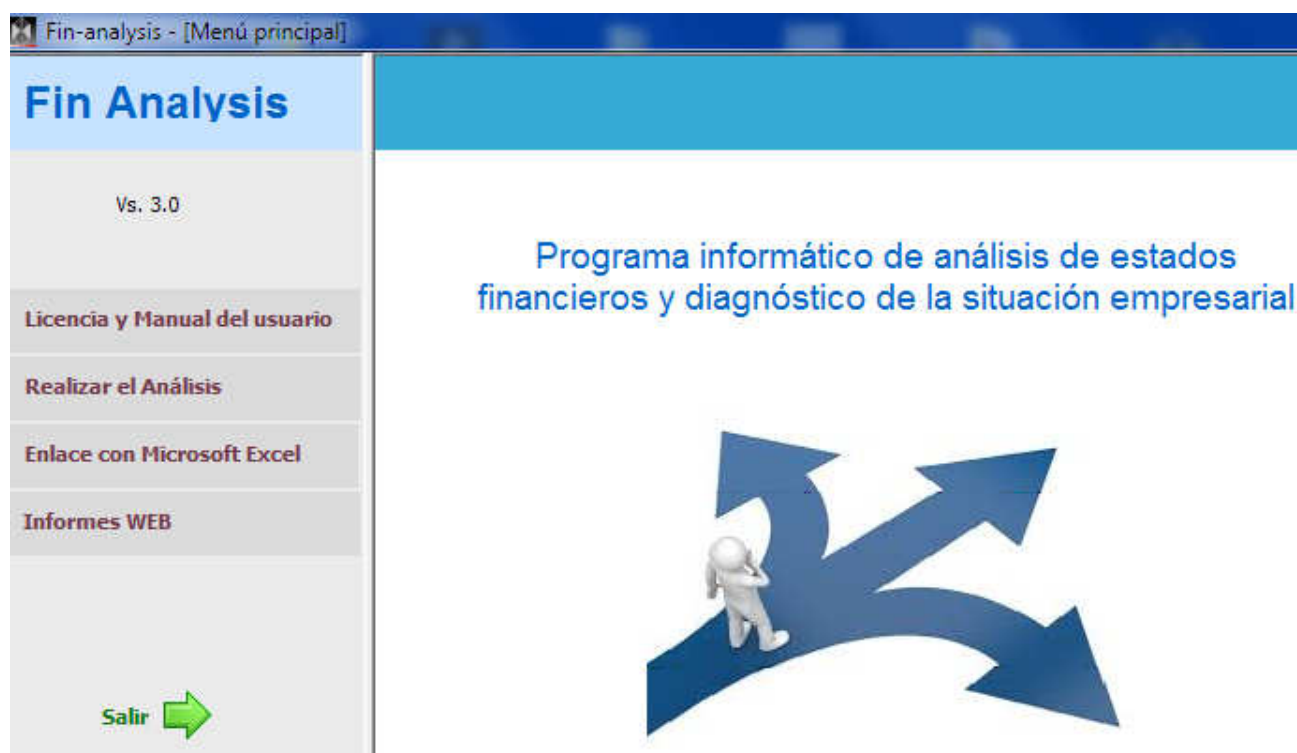 Fin-analysis - [Menú principal]
Fin Analysis
Vs. 3.0
Licencia y Manual del usuario
Realizar el Análisis
Enlace con Microsoft Excel
Informes WEB
Salir
Programa informático de análisis de estados
financieros y diagnóstico de la situación empresarial